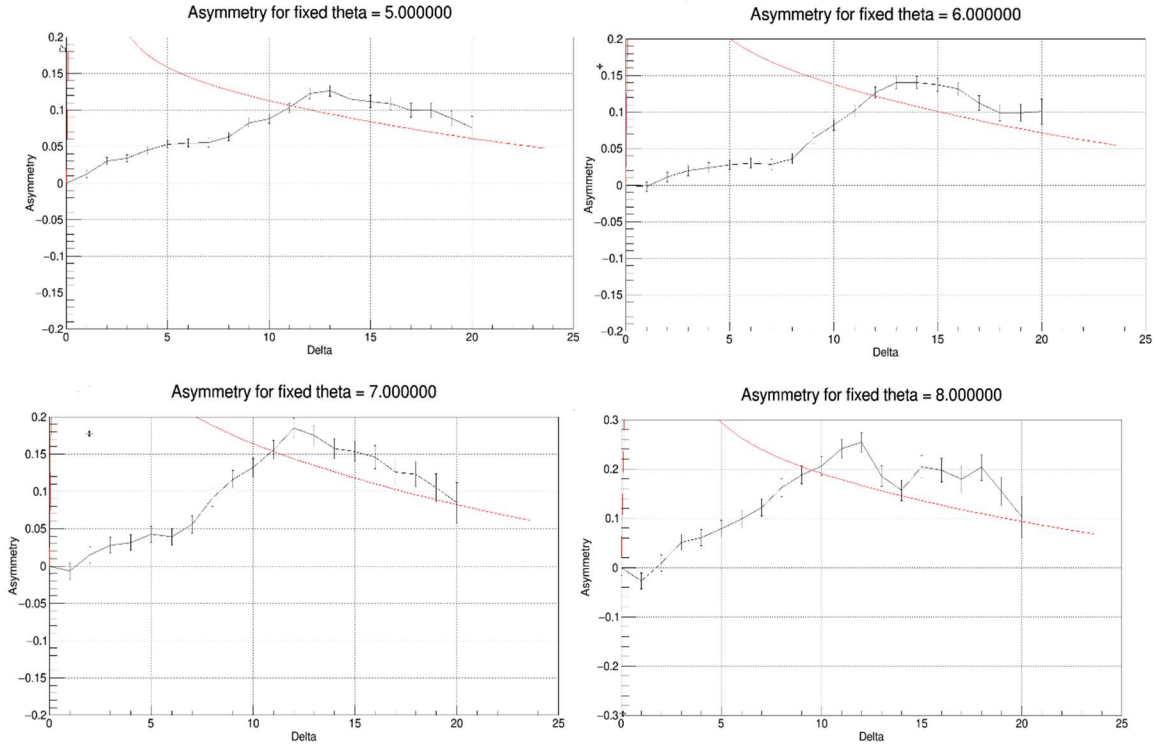 Asymmetry for fixed theta = 5.000000
0.2
0.15
0.1
0.05
0
−0.05
−0.1
−0.15
−0.2
Asymmetry
0 5 10 15 20 25
Delta
Asymmetry for fixed theta = 6.000000
0.2
0.15
0.1
0.05
0
−0.05
−0.1
−0.15
−0.2
Asymmetry
0 5 10 15 20 25
Delta
Asymmetry for fixed theta = 7.000000
0.2
0.15
0.1
0.05
0
−0.05
−0.1
−0.15
−0.2
Asymmetry
0 5 10 15 20 25
Delta
Asymmetry for fixed theta = 8.000000
0.3
0.2
0.1
0
−0.1
−0.2
−0.3
Asymmetry
0 5 10 15 20 25
Delta